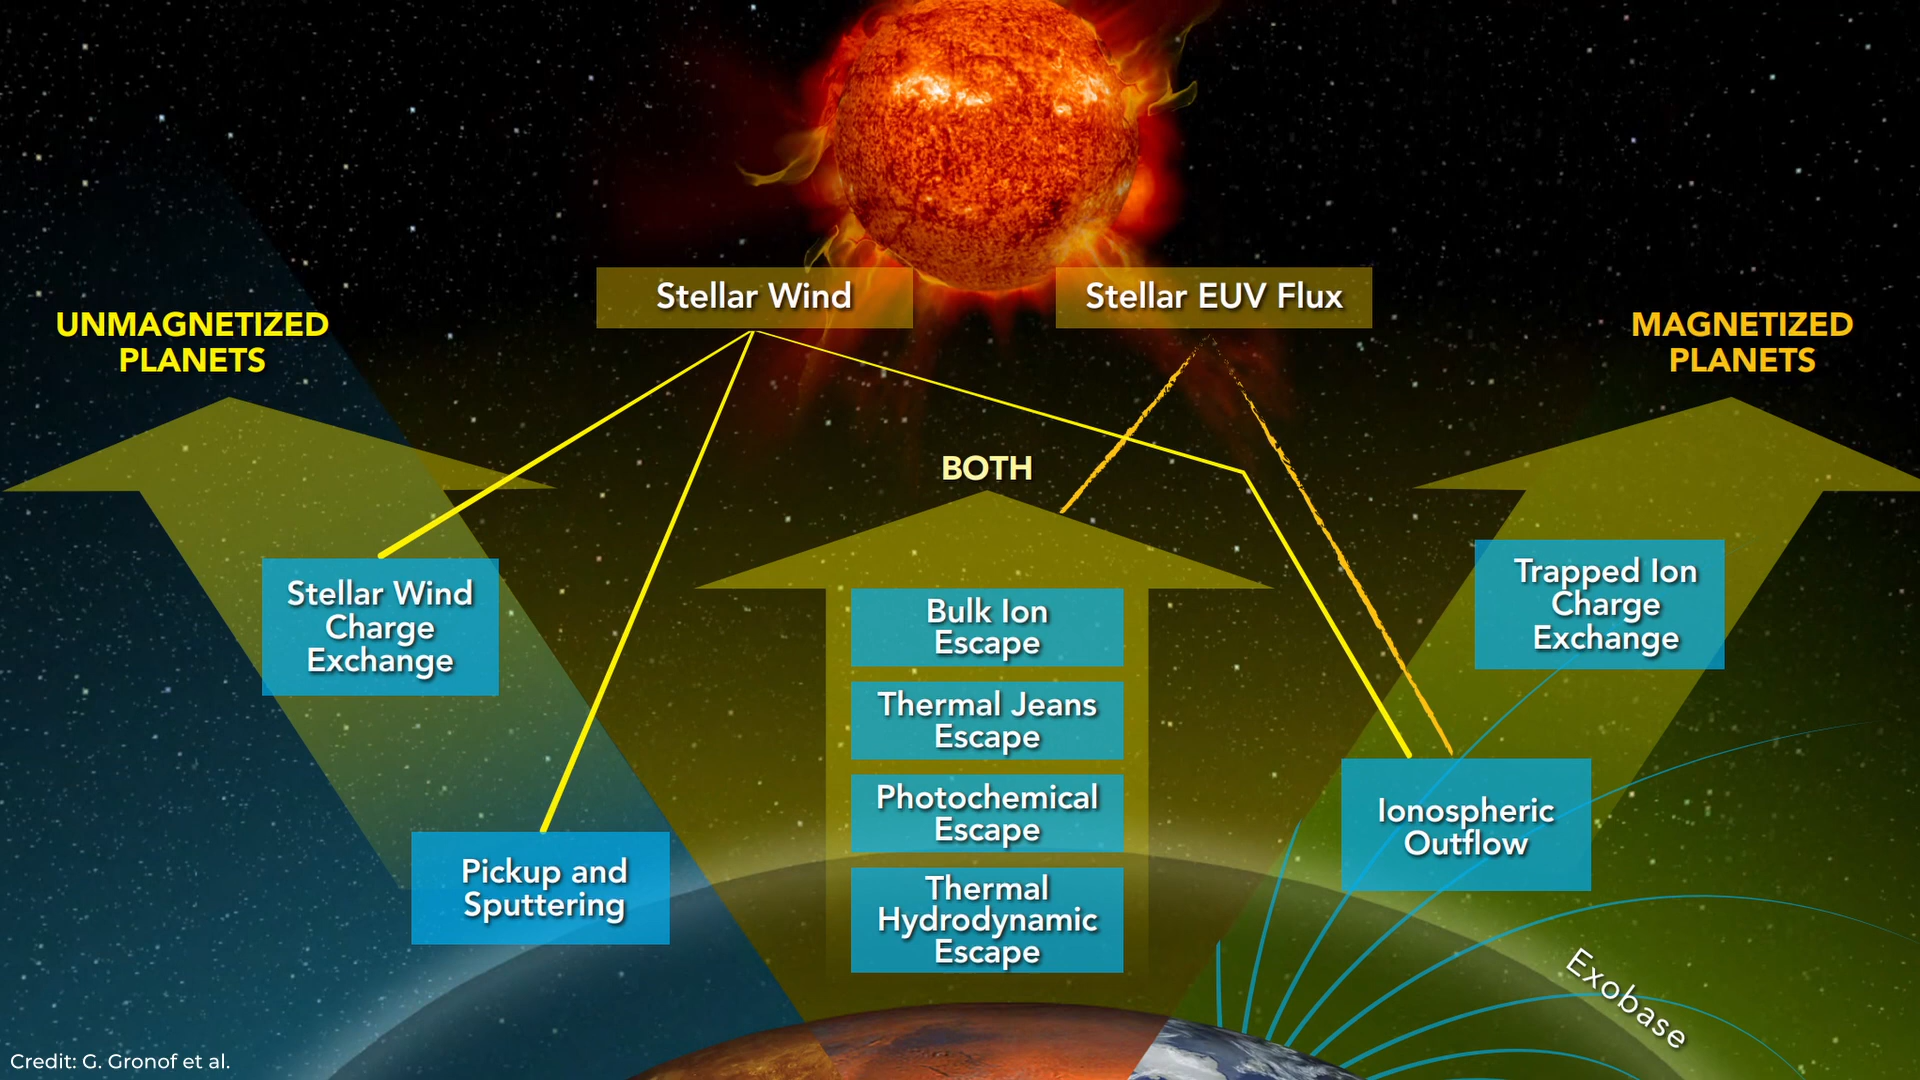 Stellar Wind
Stellar EUV Flux
UNMAGNETIZED
PLANETS
MAGNETIZED
PLANETS
BOTH
Stellar Wind
Charge
Exchange
Pickup and
Sputtering
Bulk Ion
Escape
Thermal Jeans
Escape
Photochemical
Escape
Thermal
Hydrodynamic
Escape
Trapped Ion
Charge
Exchange
Ionospheric
Outflow
Exobase
Credit: G. Gronof et al.